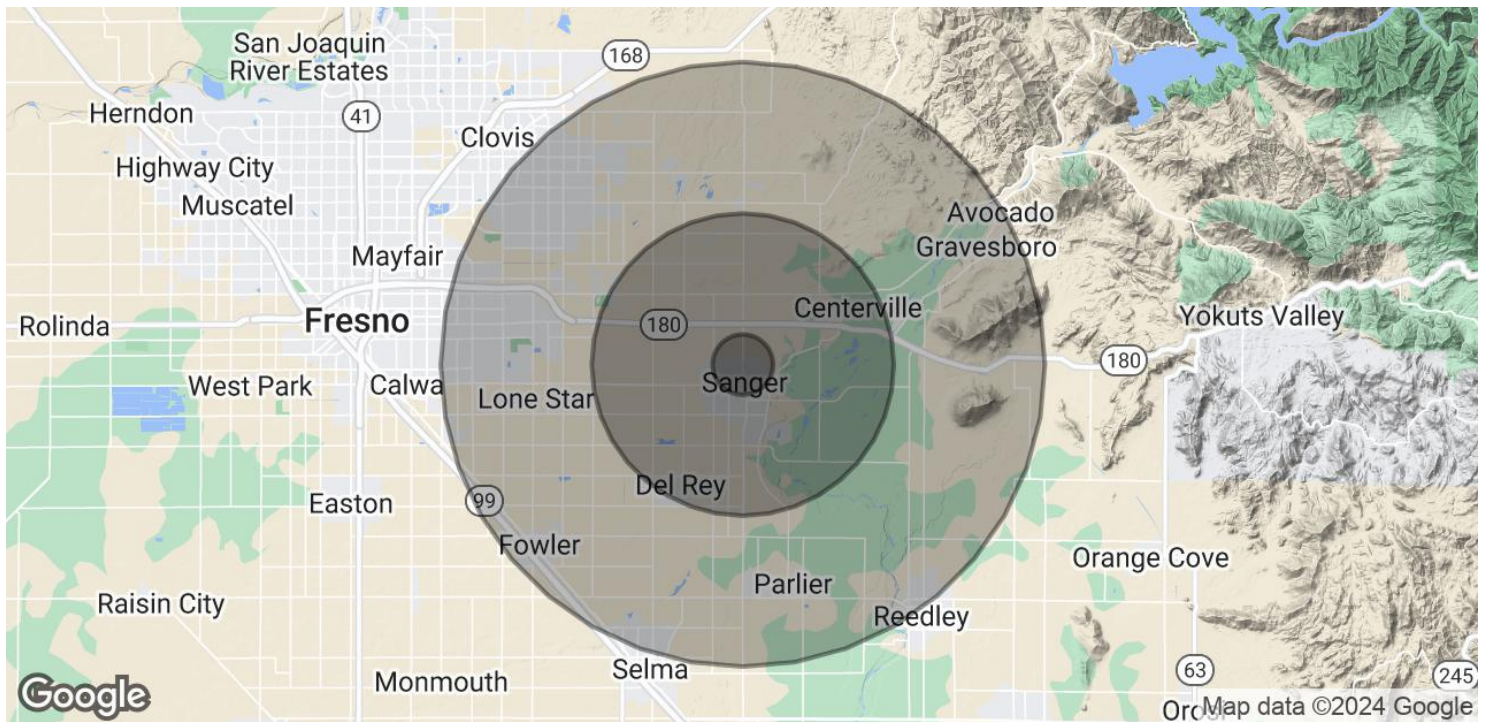 San Joaquin
River Estates
168
Herndon
41
Clovis
Highway City
Muscatel
Avocado
Gravesboro
Mayfair
Centerville
Rolinda
Fresno
180
Yokuts Valley
180
West Park
Calwa
Sanger
Lone Star
Del Rey
Easton
99
Fowler
Orange Cove
Parlier
Raisin City
Reedley
Selma
63
245
Monmouth
Google
Map data ©2024 Google